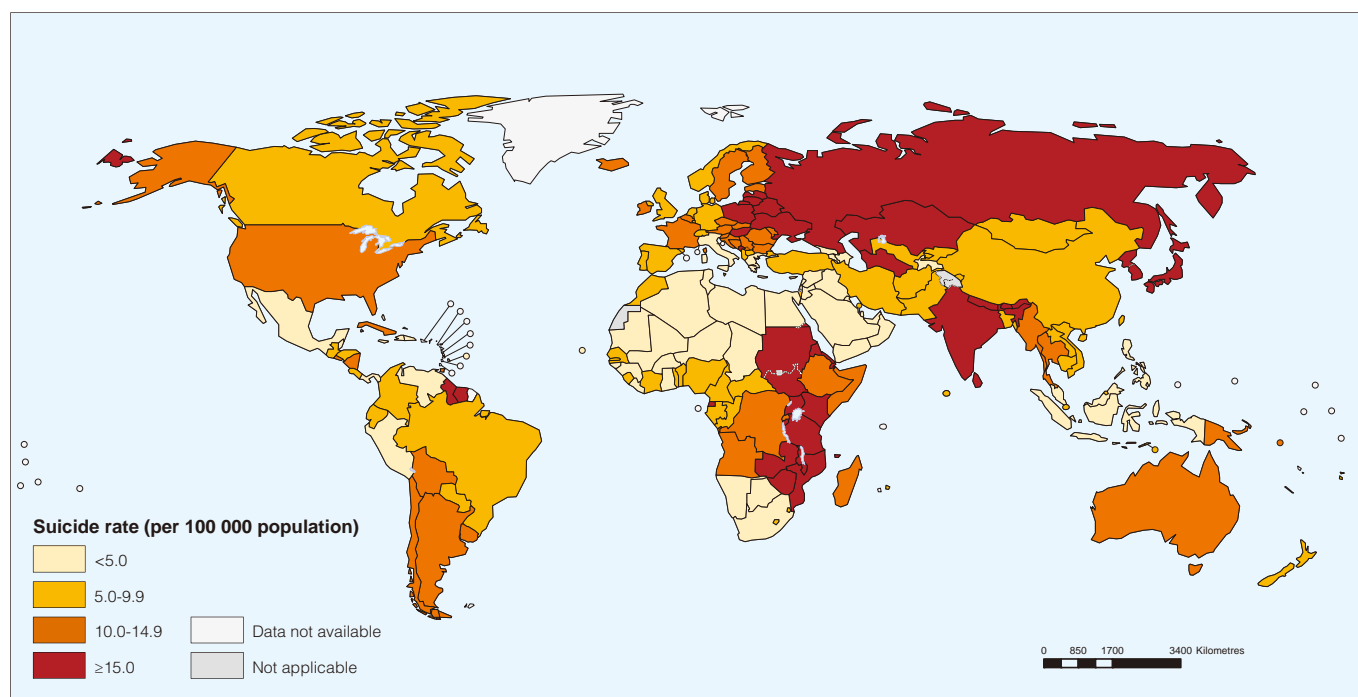 Suicide rate (per 100 000 population)
<5.0
5.0-9.9
10.0-14.9
≥15.0
Data not available
Not applicable
0 850 1700 3400 Kilometres